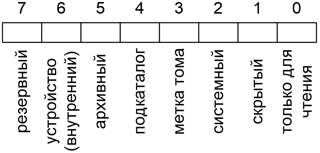 7 6 5 4 3 2 1 0
резервный
устройство
(внутренний)
архивный
подкаталог
метка тома
системный
скрытый
только для
чтения